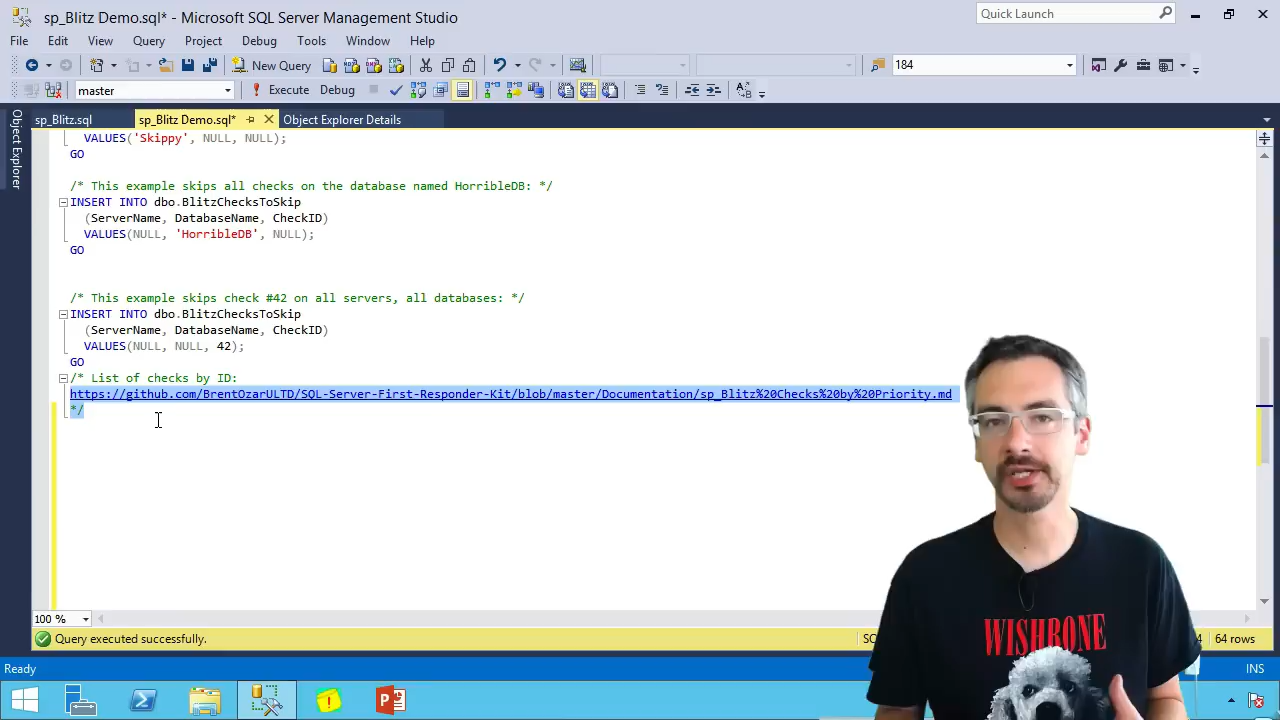 sp_Blitz Demo.sql* - Microsoft SQL Server Management Studio
Quick Launch
File Edit View Query Project Debug Tools Window Help
New Query
184
master
Execute Debug
sp_Blitz.sql sp_Blitz Demo.sql* Object Explorer Details
Object Explorer
VALUES('Skippy', NULL, NULL);
GO
/* This example skips all checks on the database named HorribleDB: */
INSERT INTO dbo.BlitzChecksToSkip
(ServerName, DatabaseName, CheckID)
VALUES(NULL, 'HorribleDB', NULL);
GO
/* This example skips check #42 on all servers, all databases: */
INSERT INTO dbo.BlitzChecksToSkip
(ServerName, DatabaseName, CheckID)
VALUES(NULL, NULL, 42);
GO
/* List of checks by ID:
https://github.com/BrentOzarULTD/SQL-Server-First-Responder-Kit/blob/master/Documentation/sp_Blitz%20Checks%20by%20Priority.md
*/
100 %
Query executed successfully.
64 rows
Ready
INS
WISHBONE